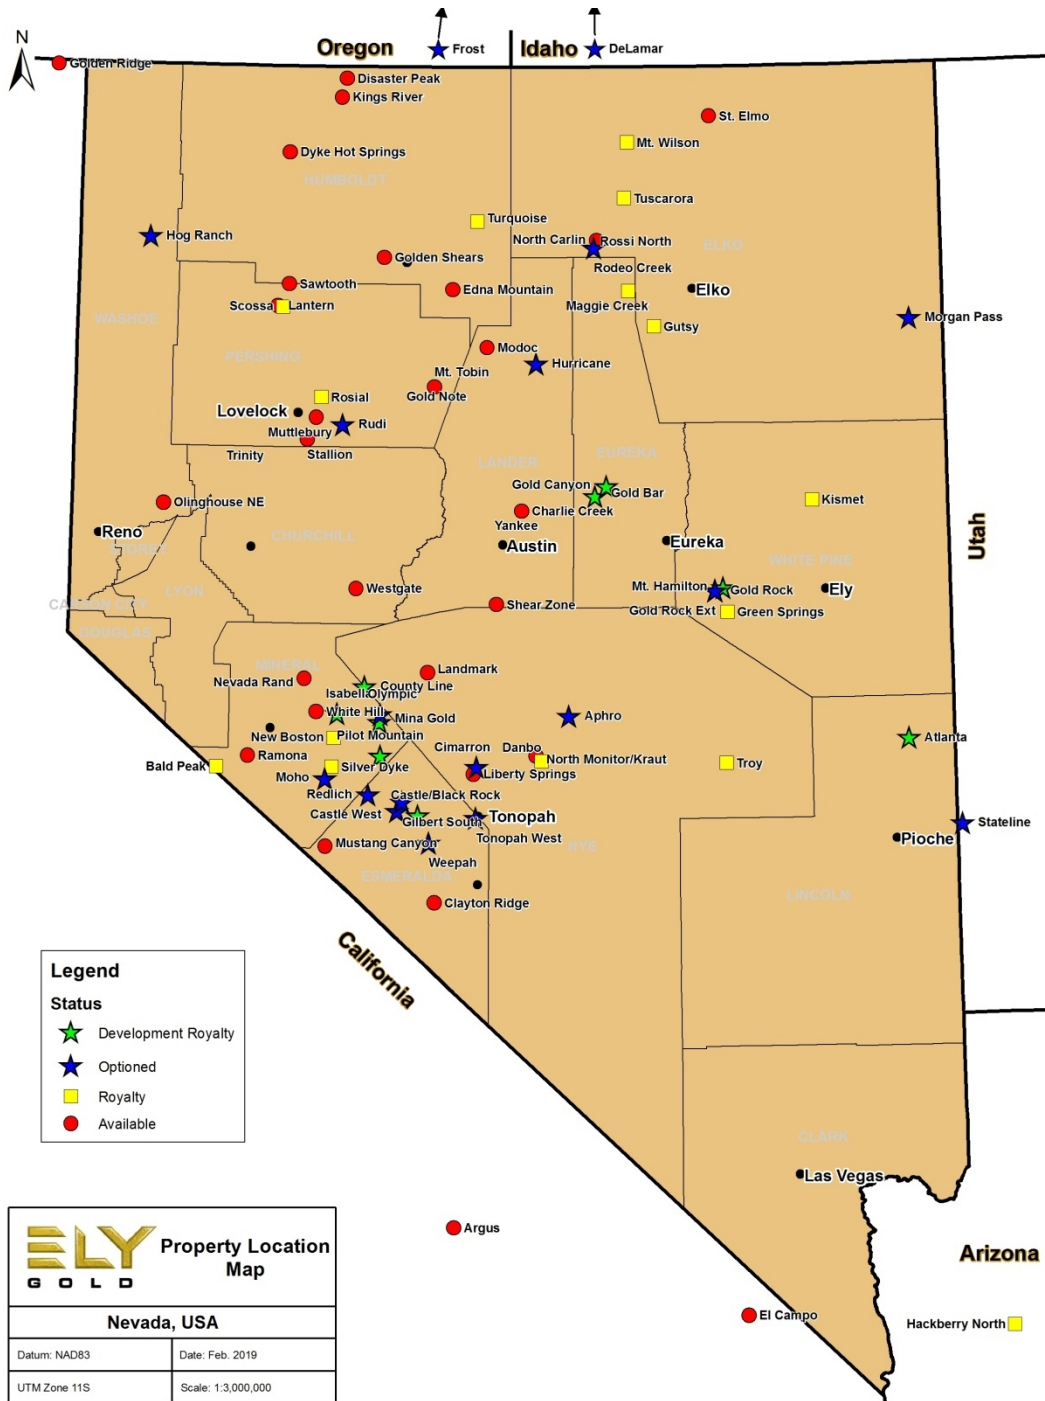 N
Oregon
Frost
Idaho
DeLamar
Golden Ridge
Disaster Peak
Kings River
St. Elmo
Mt. Wilson
Dyke Hot Springs
HUMBOLDT
Tuscarora
Turquoise
Hog Ranch
North Carlin
Rossi North
ELKO
Golden Shears
Rodeo Creek
Sawtooth
Edna Mountain
Elko
Scossa
Lantern
Maggie Creek
WASHOE
Morgan Pass
Gutsy
Modoc
PERSHING
Mt. Tobin
Hurricane
Rosial
Gold Note
Lovelock
Rudi
Muttlebury
Trinity
Stallion
EUREKA
LANDER
Gold Canyon
Gold Bar
Olinghouse NE
Kismet
Charlie Creek
Yankee
Reno
CHURCHILL
Austin
Eureka
Utah
STOREY
WHITE PINE
LYON
Westgate
Mt. Hamilton
Gold Rock
Ely
CARSON CITY
Shear Zone
Gold Rock Ext
Green Springs
DOUGLAS
MINERAL
Landmark
Nevada Rand
County Line
Isabella
Olympic
White Hill
Mina Gold
Aphro
New Boston
Pilot Mountain
Atlanta
Cimarron
Danbo
Ramona
North Monitor/Kraut
Bald Peak
Silver Dyke
Troy
Moho
Liberty Springs
Redlich
Castle/Black Rock
Castle West
Gilbert South
Tonopah
Stateline
Tonopah West
Pioche
Mustang Canyon
NYE
Weepah
ESMERALDA
LINCOLN
Clayton Ridge
California
Legend
Status
Development Royalty
Optioned
Royalty
Available
CLARK
Las Vegas
Argus
Arizona
El Campo
Hackberry North
ELY
GOLD
Property Location
Map
Nevada, USA
Datum: NAD83
Date: Feb. 2019
UTM Zone 11S
Scale: 1:3,000,000